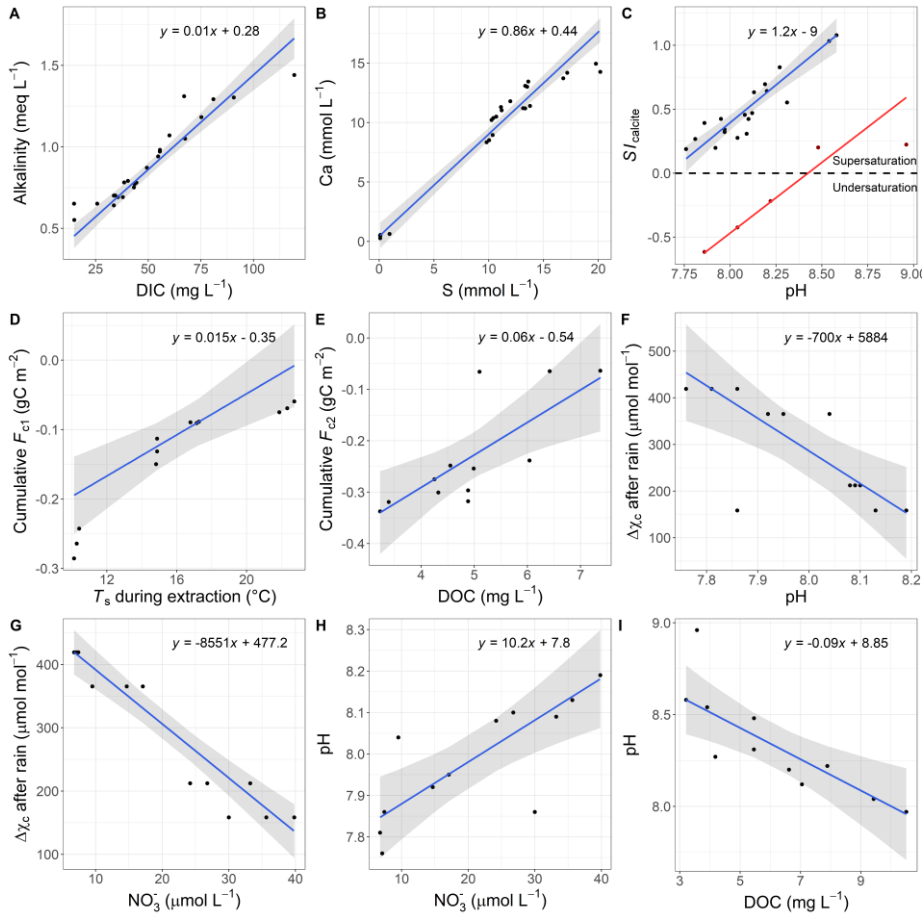 A
y = 0.01x + 0.28
Alkalinity (meq L⁻¹)
1.5
1.0
0.5
25 50 75 100
DIC (mg L⁻¹)
B
y = 0.86x + 0.44
Ca (mmol L⁻¹)
15
10
5
0
0 5 10 15 20
S (mmol L⁻¹)
C
y = 1.2x - 9
SI calcite
1.0
0.5
0.0
-0.5
Supersaturation
Undersaturation
7.75 8.00 8.25 8.50 8.75 9.00
pH
D
y = 0.015x - 0.35
Cumulative Fc1 (gC m⁻²)
0.0
-0.1
-0.2
-0.3
12 16 20
Ts during extraction (°C)
E
y = 0.06x - 0.54
Cumulative Fc2 (gC m⁻²)
0.0
-0.1
-0.2
-0.3
-0.4
4 5 6 7
DOC (mg L⁻¹)
F
y = -700x + 5884
Δχc after rain (μmol mol⁻¹)
500
400
300
200
100
7.8 7.9 8.0 8.1 8.2
pH
G
y = -8551x + 477.2
Δχc after rain (μmol mol⁻¹)
400
300
200
100
10 20 30 40
NO₃⁻ (μmol L⁻¹)
H
y = 10.2x + 7.8
pH
8.3
8.2
8.1
8.0
7.9
7.8
10 20 30 40
NO₃⁻ (μmol L⁻¹)
I
y = -0.09x + 8.85
pH
9.0
8.5
8.0
3 5 7 9
DOC (mg L⁻¹)